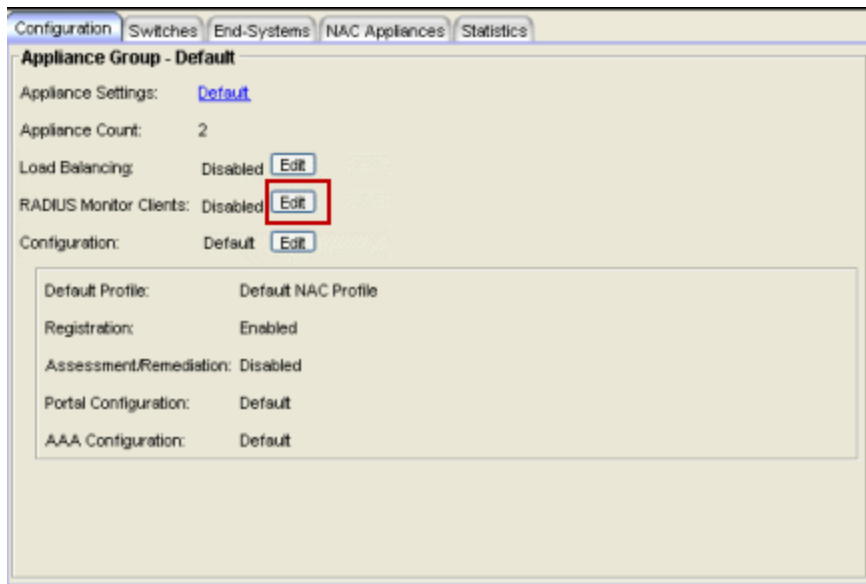 Configuration Switches End-Systems NAC Appliances Statistics
Appliance Group - Default
Appliance Settings: Default
Appliance Count: 2
Load Balancing: Disabled Edit
RADIUS Monitor Clients: Disabled Edit
Configuration: Default Edit
Default Profile: Default NAC Profile
Registration: Enabled
Assessment/Remediation: Disabled
Portal Configuration: Default
AAA Configuration: Default